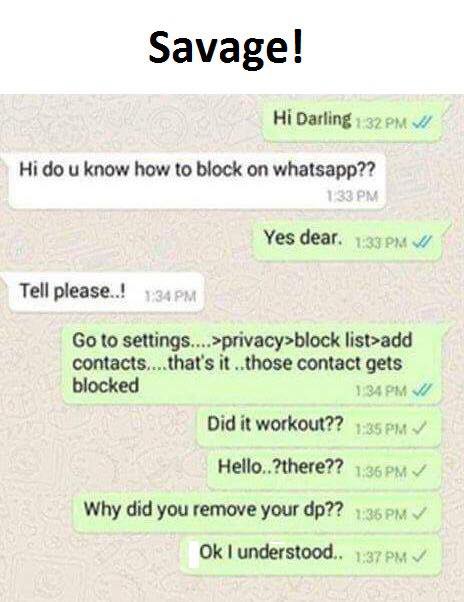 Savage!
Hi Darling 1:32 PM
Hi do u know how to block on whatsapp??
1:33 PM
Yes dear. 1:33 PM
Tell please..! 1:34 PM
Go to settings....>privacy>block list>add
contacts....that's it ..those contact gets
blocked
1:34 PM
Did it workout?? 1:35 PM
Hello..?there?? 1:36 PM
Why did you remove your dp?? 1:36 PM
Ok I understood.. 1:37 PM